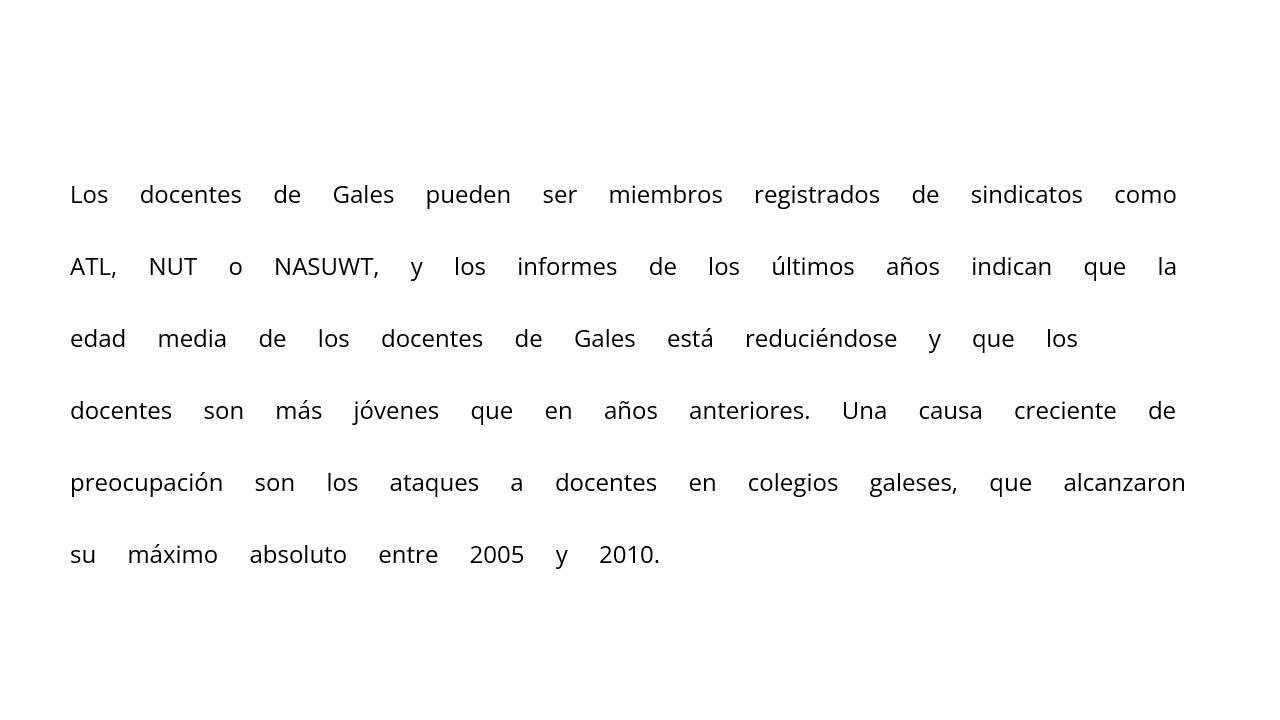 Los docentes de Gales pueden ser miembros registrados de sindicatos como
ATL, NUT o NASUWT, y los informes de los últimos años indican que la
edad media de los docentes de Gales está reduciéndose y que los
docentes son más jóvenes que en años anteriores. Una causa creciente de
preocupación son los ataques a docentes en colegios galeses, que alcanzaron
su máximo absoluto entre 2005 y 2010.